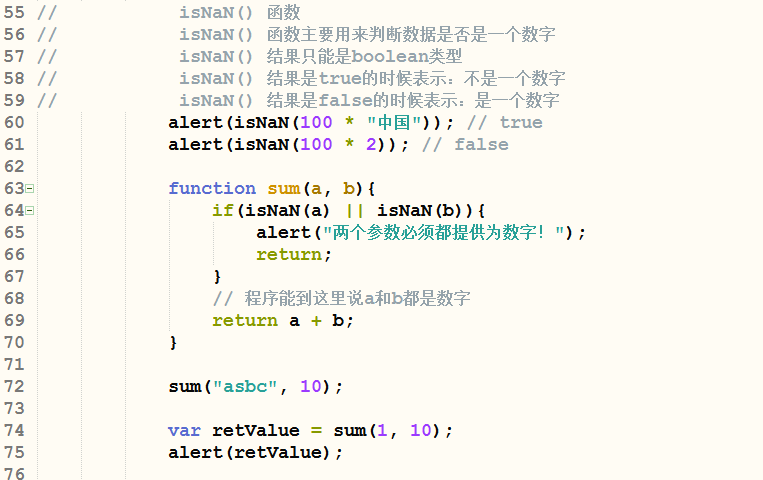 55 // isNaN() 函数
56 // isNaN() 函数主要用来判断数据是否是一个数字
57 // isNaN() 结果只能是boolean类型
58 // isNaN() 结果是true的时候表示：不是一个数字
59 // isNaN() 结果是false的时候表示：是一个数字
60 alert(isNaN(100 * "中国")); // true
61 alert(isNaN(100 * 2)); // false
62
63 function sum(a, b){
64 if(isNaN(a) || isNaN(b)){
65 alert("两个参数必须都提供为数字！");
66 return;
67 }
68 // 程序能到这里说a和b都是数字
69 return a + b;
70 }
71
72 sum("asbc", 10);
73
74 var retValue = sum(1, 10);
75 alert(retValue);
76